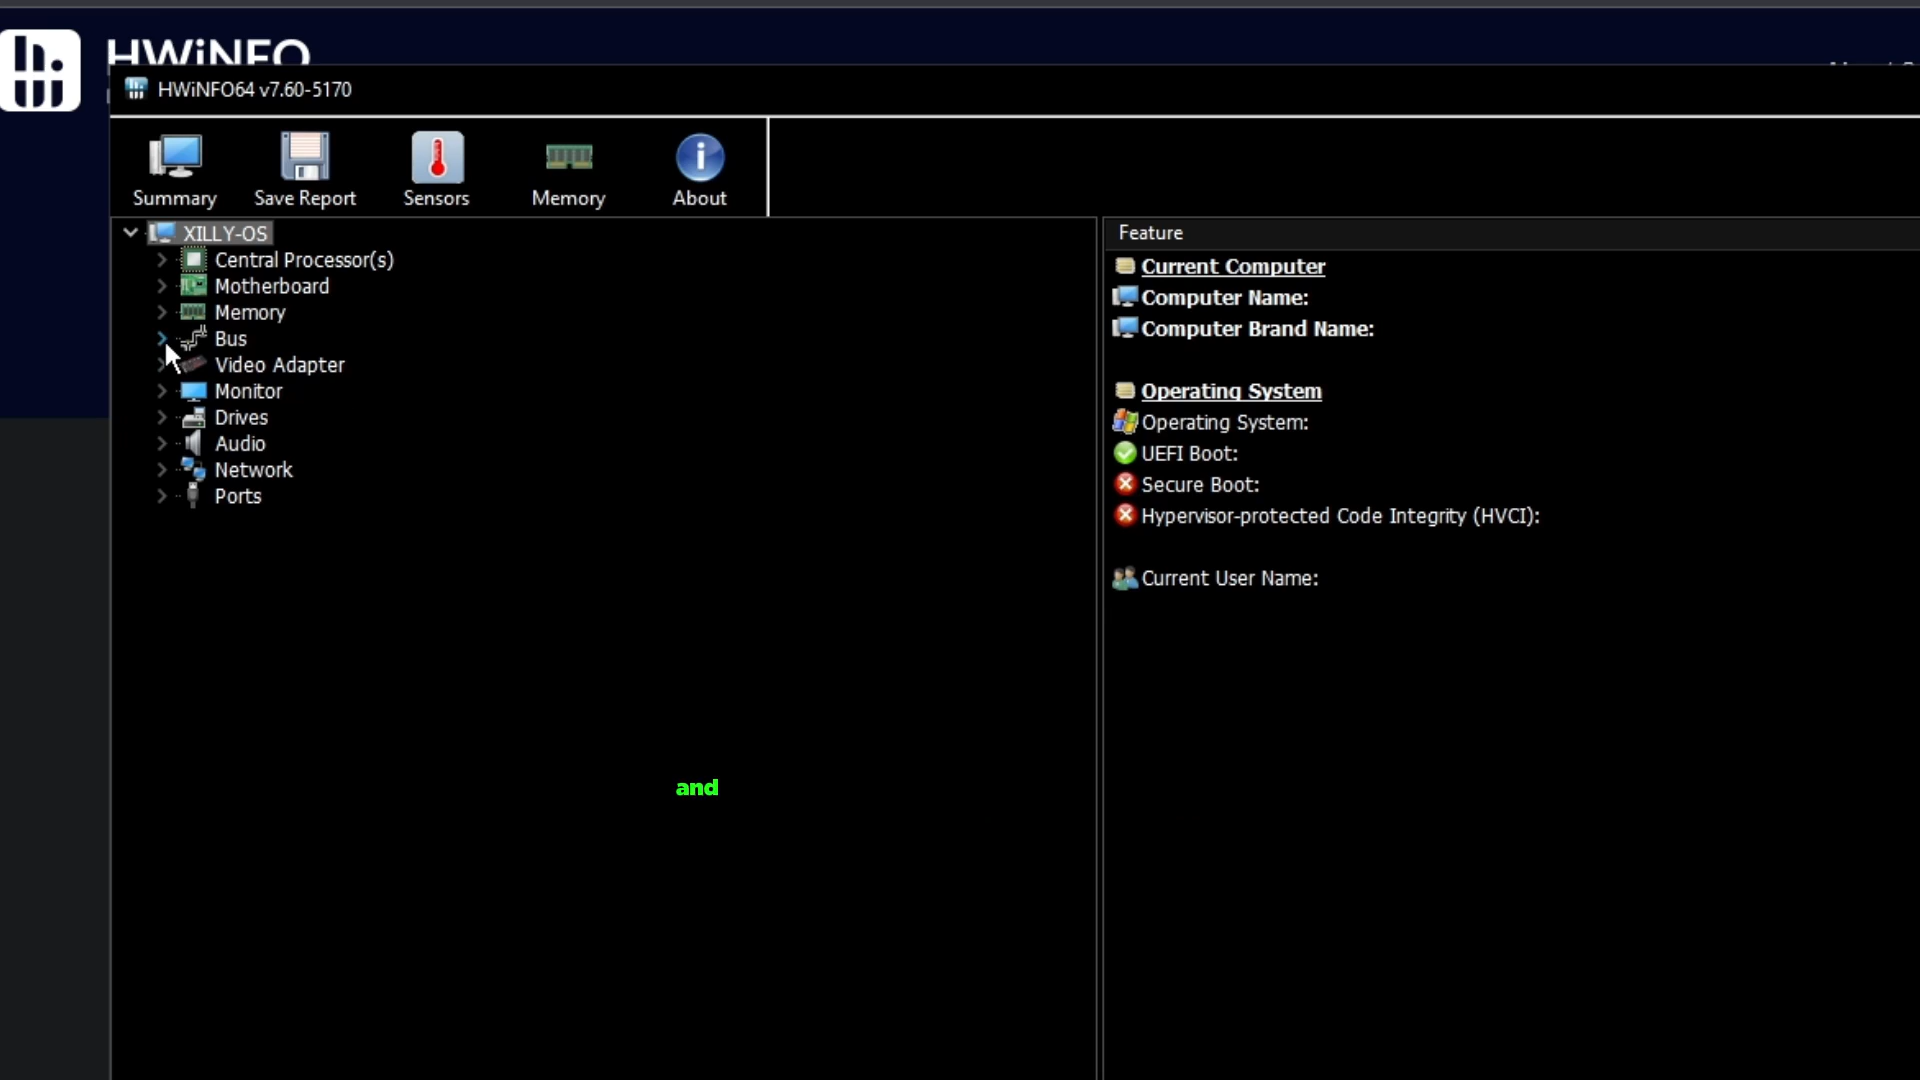 HWiNFO
HWiNFO64 v7.60-5170
Summary
Save Report
Sensors
Memory
About
XILLY-OS
Central Processor(s)
Motherboard
Memory
Bus
Video Adapter
Monitor
Drives
Audio
Network
Ports
Feature
Current Computer
Computer Name:
Computer Brand Name:
Operating System
Operating System:
UEFI Boot:
Secure Boot:
Hypervisor-protected Code Integrity (HVCI):
Current User Name:
and